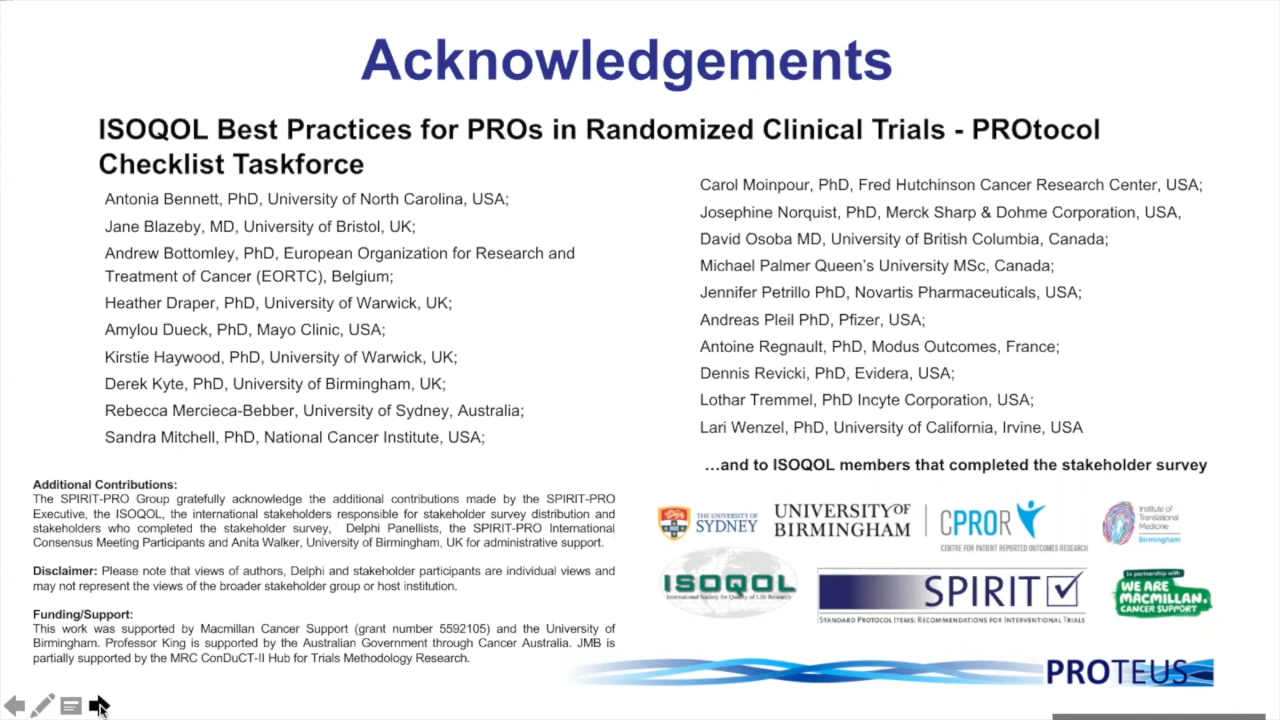 Acknowledgements
ISOQOL Best Practices for PROs in Randomized Clinical Trials - PROtocol
Checklist Taskforce
Antonia Bennett, PhD, University of North Carolina, USA;
Jane Blazeby, MD, University of Bristol, UK;
Andrew Bottomley, PhD, European Organization for Research and
Treatment of Cancer (EORTC), Belgium;
Heather Draper, PhD, University of Warwick, UK;
Amylou Dueck, PhD, Mayo Clinic, USA;
Kirstie Haywood, PhD, University of Warwick, UK;
Derek Kyte, PhD, University of Birmingham, UK;
Rebecca Mercieca-Bebber, University of Sydney, Australia;
Sandra Mitchell, PhD, National Cancer Institute, USA;
Carol Moinpour, PhD, Fred Hutchinson Cancer Research Center, USA;
Josephine Norquist, PhD, Merck Sharp & Dohme Corporation, USA,
David Osoba MD, University of British Columbia, Canada;
Michael Palmer Queen's University MSc, Canada;
Jennifer Petrillo PhD, Novartis Pharmaceuticals, USA;
Andreas Pleil PhD, Pfizer, USA;
Antoine Regnault, PhD, Modus Outcomes, France;
Dennis Revicki, PhD, Evidera, USA;
Lothar Tremmel, PhD Incyte Corporation, USA;
Lari Wenzel, PhD, University of California, Irvine, USA
…and to ISOQOL members that completed the stakeholder survey
Additional Contributions:
The SPIRIT-PRO Group gratefully acknowledge the additional contributions made by the SPIRIT-PRO
Executive, the ISOQOL, the international stakeholders responsible for stakeholder survey distribution and
stakeholders who completed the stakeholder survey, Delphi Panellists, the SPIRIT-PRO International
Consensus Meeting Participants and Anita Walker, University of Birmingham, UK for administrative support.
Disclaimer: Please note that views of authors, Delphi and stakeholder participants are individual views and
may not represent the views of the broader stakeholder group or host institution.
Funding/Support:
This work was supported by Macmillan Cancer Support (grant number 5592105) and the University of
Birmingham. Professor King is supported by the Australian Government through Cancer Australia. JMB is
partially supported by the MRC ConDuCT-II Hub for Trials Methodology Research.
THE UNIVERSITY OF
SYDNEY
UNIVERSITY OF
BIRMINGHAM
CPROR
CENTRE FOR PATIENT REPORTED OUTCOMES RESEARCH
Institute of
Translational
Medicine
Birmingham
ISOQOL
International Society for Quality of Life Research
SPIRIT
STANDARD PROTOCOL ITEMS: RECOMMENDATIONS FOR INTERVENTIONAL TRIALS
In partnership with
WE ARE
MACMILLAN.
CANCER SUPPORT
PROTEUS